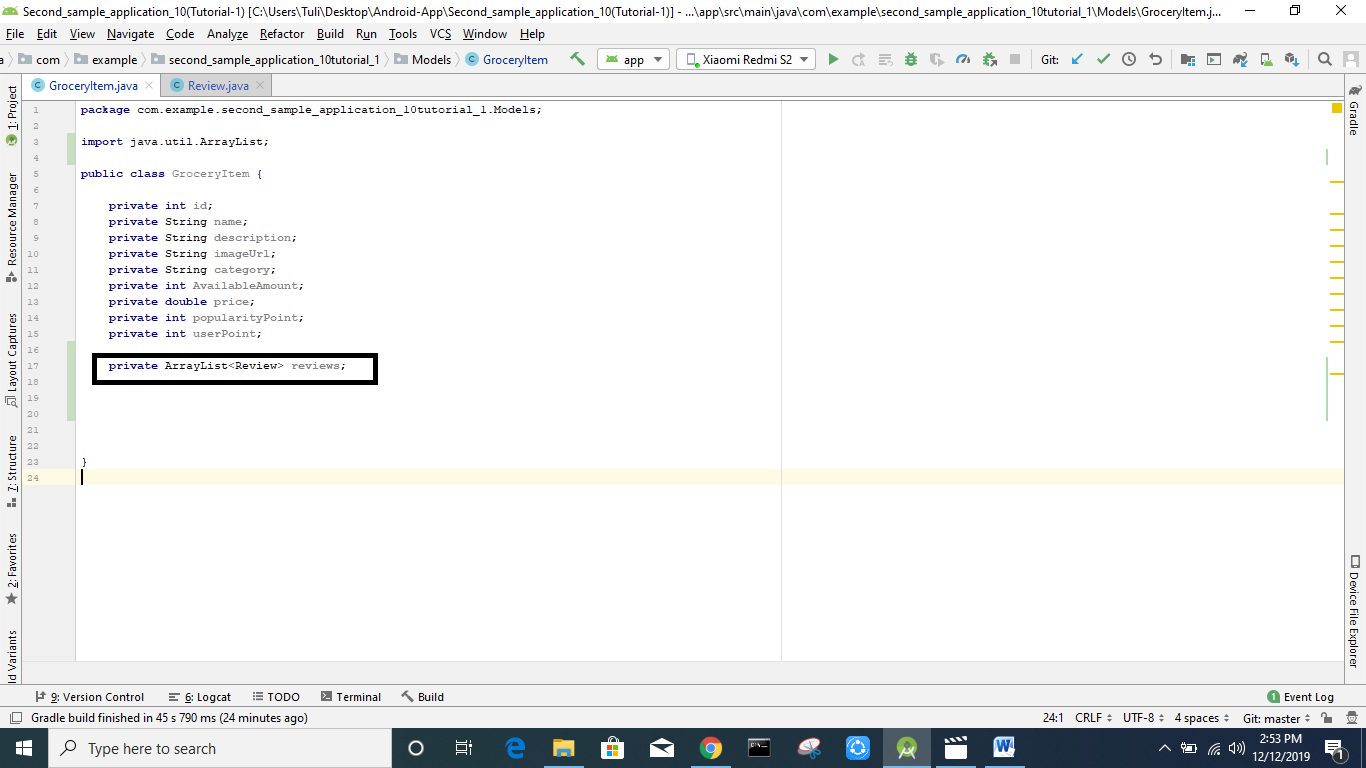 Second_sample_application_10(Tutorial-1) [C:\Users\Tuli\Desktop\Android-App\Second_sample_application_10(Tutorial-1)] - ...\app\src\main\java\com\example\second_sample_application_10tutorial_1\Models\GroceryItem.j...
File Edit View Navigate Code Analyze Refactor Build Run Tools VCS Window Help
a com example second_sample_application_10tutorial_1 Models GroceryItem app Xiaomi Redmi S2 Git:
GroceryItem.java Review.java
1 package com.example.second_sample_application_10tutorial_1.Models;
2
3 import java.util.ArrayList;
4
5 public class GroceryItem {
6
7 private int id;
8 private String name;
9 private String description;
10 private String imageUrl;
11 private String category;
12 private int AvailableAmount;
13 private double price;
14 private int popularityPoint;
15 private int userPoint;
16
17 private ArrayList<Review> reviews;
18
19
20
21
22
23 }
24
1: Project
Resource Manager
Layout Captures
7: Structure
2: Favorites
ld Variants
Gradle
Device File Explorer
9: Version Control 6: Logcat TODO Terminal Build 1 Event Log
Gradle build finished in 45 s 790 ms (24 minutes ago) 24:1 CRLF UTF-8 4 spaces Git: master
Type here to search 2:53 PM
12/12/2019 1